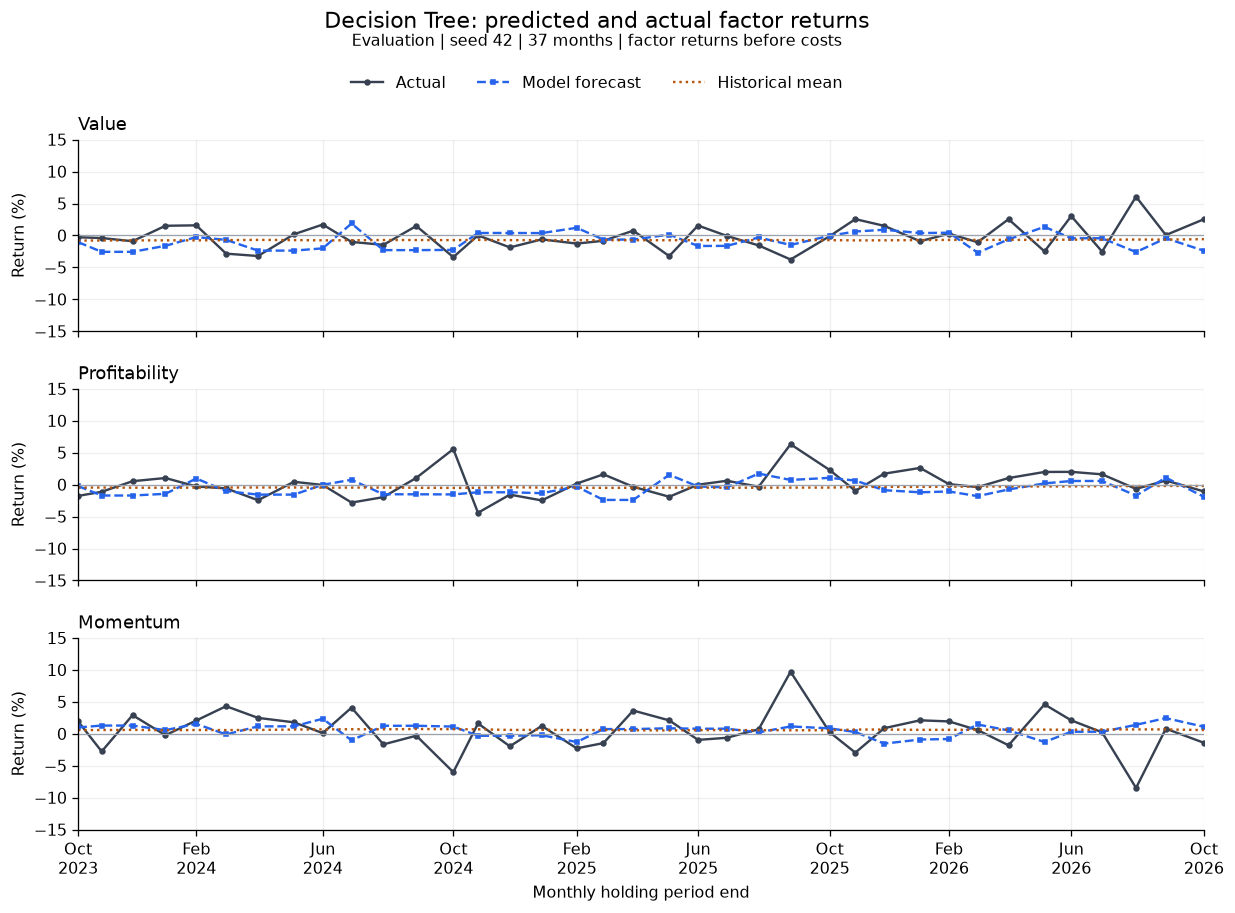 Decision Tree: predicted and actual factor returns
Evaluation | seed 42 | 37 months | factor returns before costs
Actual Model forecast Historical mean
Value
15
10
5
0
−5
−10
−15
Return (%)
Profitability
15
10
5
0
−5
−10
−15
Return (%)
Momentum
15
10
5
0
−5
−10
−15
Return (%)
Oct Feb Jun Oct Feb Jun Oct Feb Jun Oct
2023 2024 2024 2024 2025 2025 2025 2026 2026 2026
Monthly holding period end